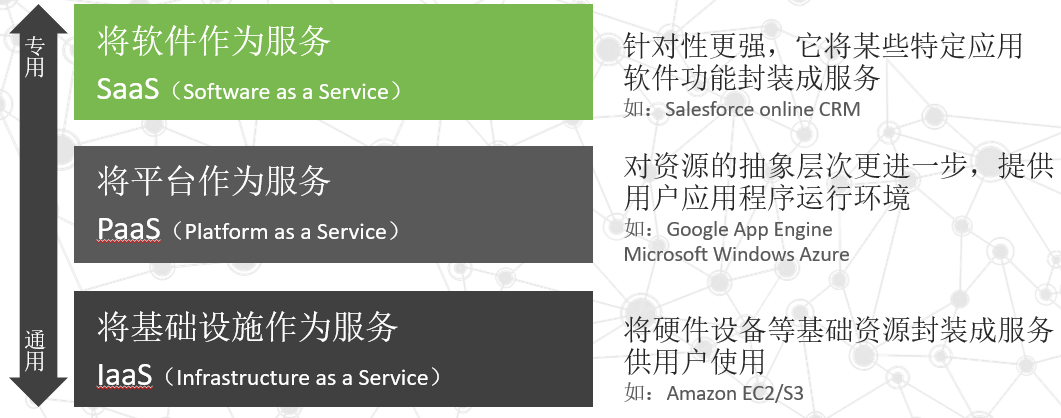 专用
将软件作为服务
SaaS（Software as a Service）
针对性更强，它将某些特定应用
软件功能封装成服务
如：Salesforce online CRM
将平台作为服务
PaaS（Platform as a Service）
对资源的抽象层次更进一步，提供
用户应用程序运行环境
如：Google App Engine
Microsoft Windows Azure
通用
将基础设施作为服务
IaaS（Infrastructure as a Service）
将硬件设备等基础资源封装成服务
供用户使用
如：Amazon EC2/S3